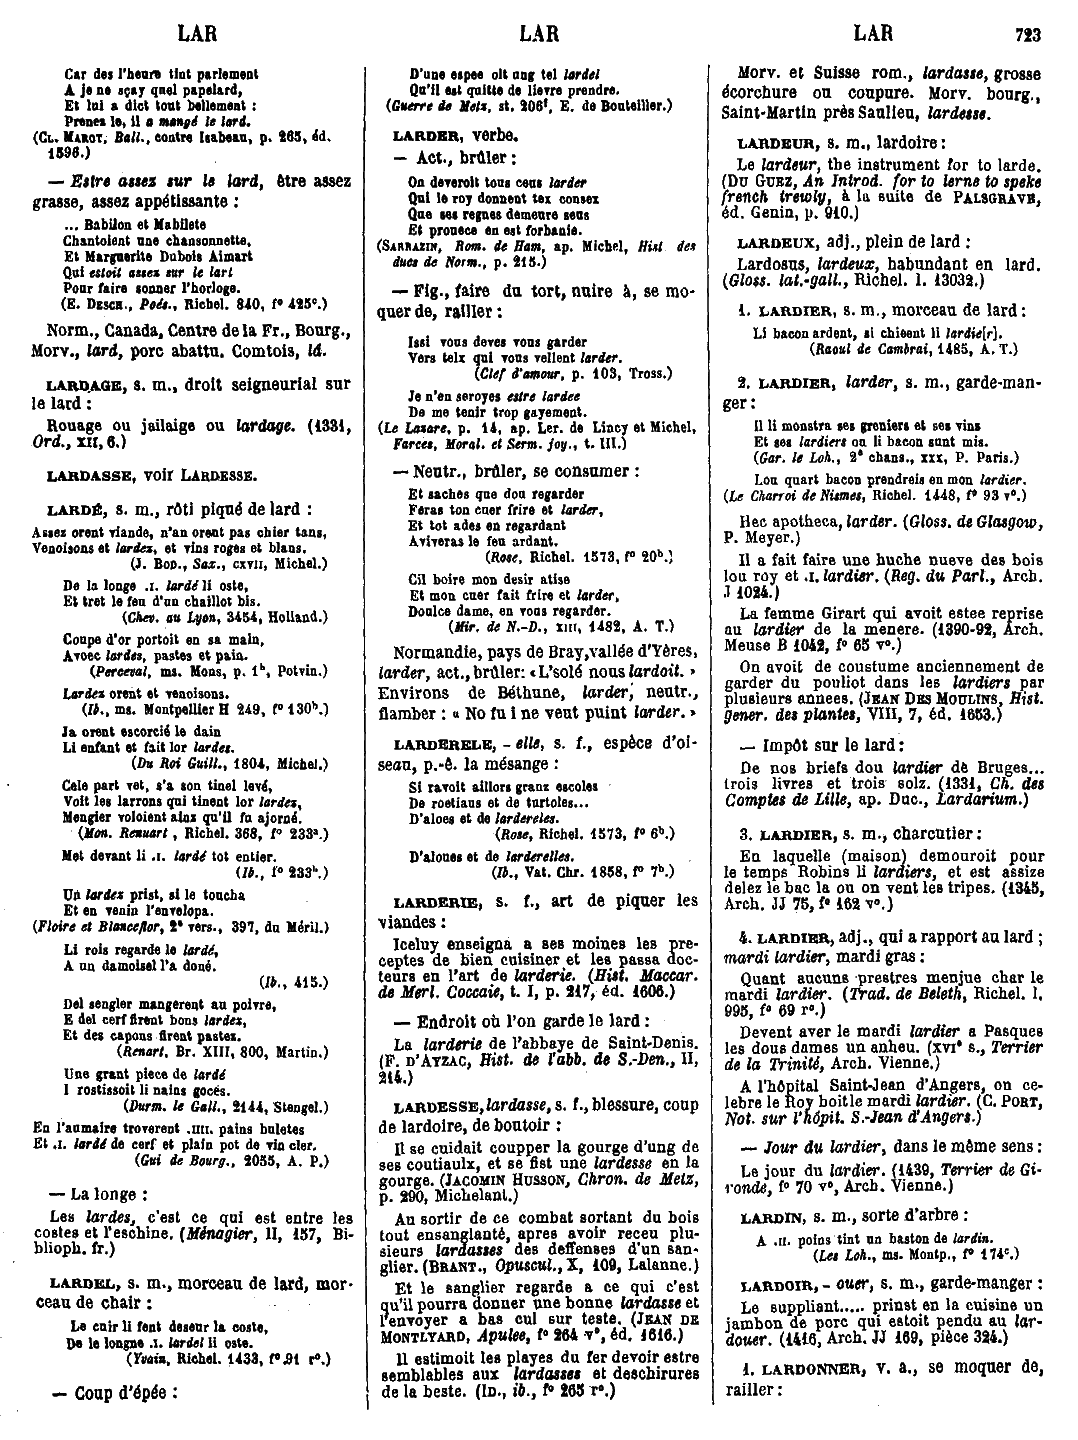 LAR
LAR
LAR
723
Car des l'heure tint parlement
A je ne sçay quel papelard,
Et lui a dict tout bellement :
Prenez le, il a mangé le lard.
(CL. MAROT, Ball., contre Isabeau, p. 265, éd.
1596.)
— Estre assez sur le lard, être assez
grasse, assez appétissante :
... Babilon et Mabilete
Chantoient une chansonnette,
Et Marguerite Dubois Aimart
Qui estoit assez sur le lart
Pour faire sonner l'horloge.
(E. DESCH., Poés., Richel. 840, f° 425ᶜ.)
Norm., Canada, Centre de la Fr., Bourg.,
Morv., lard, porc abattu. Comtois, id.
LARDAGE, s. m., droit seigneurial sur
le lard :
Rouage ou jailaige ou lardage. (1331,
Ord., XII, 6.)
LARDASSE, voir LARDESSE.
LARDÉ, s. m., rôti piqué de lard :
Assez orent viande, n'an orent pas chier tans,
Venoisons et lardez, et vins roges et blans.
(J. BOD., Sax., CXVII, Michel.)
De la longe .I. lardé li oste,
Et tret le feu d'un chaillot bis.
(Chev. au Lyon, 3454, Holland.)
Coupe d'or portoit en sa main,
Avoec lardes, pastes et pain.
(Perceval, ms. Mons, p. 1ʰ, Potvin.)
Lardez orent et venoisons.
(Ib., ms. Montpellier H 249, f° 130ᵇ.)
Ja orent escorcié le dain
Li enfant et fait lor lardes.
(Du Roi Guill., 1804, Michel.)
Cele part vet, s'a son tinel levé,
Voit les larrons qui tinent lor lardes,
Mengier voloient ainz qu'il fu ajorné.
(Mon. Renuart, Richel. 368, f° 233ᵃ.)
Met devant li .I. lardé tot entier.
(Ib., f° 233ᵇ.)
Un lardez prist, si le toucha
Et en venin l'envelopa.
(Floire et Blanceflor, 2ᵉ vers., 397, du Méril.)
Li rois regarde le lardé,
A un damoisel l'a doné.
(Ib., 415.)
Del sengler mangerent au poivre,
E del cerf firent bons lardez,
Et des capons firent pastez.
(Renart, Br. XIII, 800, Martin.)
Une grant piece de lardé
I rostissoit li nains gocés.
(Durm. le Gall., 2144, Stengel.)
En l'aumaire troverent .IIII. pains buletes
Et .I. lardé de cerf et plain pot de vin cler.
(Gui de Bourg., 2055, A. P.)
— La longe :
Les lardes, c'est ce qui est entre les
costes et l'eschine. (Ménagier, II, 157, Bi-
blioph. fr.)
LARDEL, s. m., morceau de lard, mor-
ceau de chair :
Le cuir li fent deseur la coste,
De le longne .I. lardel li oste.
(Yvain, Richel. 1433, f° 91 r°.)
— Coup d'épée :
D'une espee olt ung tel lardel
Qu'il est quitte de lievre prendre.
(Guerre de Metz, st. 206ᶠ, E. de Bouteiller.)
LARDER, verbe.
— Act., brûler :
On deveroit tous ceus larder
Qui le roy donnent tex consex
Que ses regnes demeure seus
Et prouece en est forbanie.
(SARRAZIN, Rom. de Ham, ap. Michel, Hist des
ducs de Norm., p. 215.)
— Fig., faire du tort, nuire à, se mo-
quer de, railler :
Issi vous deves vous garder
Vers telx qui vous vellent larder.
(Clef d'amour, p. 103, Tross.)
Je n'en seroyes estre lardee
De me tenir trop gayement.
(Le Lazare, p. 14, ap. Ler. de Lincy et Michel,
Farces, Moral. et Serm. joy., t. III.)
— Neutr., brûler, se consumer :
Et saches que dou regarder
Feras ton cuer frire et larder,
Et tot ades en regardant
Aviveras le feu ardant.
(Rose, Richel. 1573, f° 20ᵇ.)
Cil boire mon desir atise
Et mon cuer fait frire et larder,
Doulce dame, en vous regarder.
(Mir. de N.-D., XIII, 1482, A. T.)
Normandie, pays de Bray, vallée d'Yères,
larder, act., brûler: «L'solé nous lardoit. »
Environs de Béthune, larder, neutr.,
flamber : « No fu i ne veut puint larder. »
LARDERELE, - elle, s. f., espèce d'oi-
seau, p.-ê. la mésange :
Si ravoit aillors granz escoles
De roetiaus et de turtoles...
D'aloes et de lardereles.
(Rose, Richel. 1573, f° 6ᵇ.)
D'aloues et de larderelles.
(Ib., Vat. Chr. 1858, f° 7ᵇ.)
LARDERIE, s. f., art de piquer les
viandes :
Iceluy enseigna a ses moines les pre-
ceptes de bien cuisiner et les passa doc-
teurs en l'art de larderie. (Hist. Maccar.
de Merl. Coccaie, t. I, p. 217, éd. 1606.)
— Endroit où l'on garde le lard :
La larderie de l'abbaye de Saint-Denis.
(F. D'AYZAC, Hist. de l'abb. de S.-Den., II,
214.)
LARDESSE, lardasse, s. f., blessure, coup
de lardoire, de boutoir :
Il se cuidait coupper la gourge d'ung de
ses coutiaulx, et se fist une lardesse en la
gourge. (JACOMIN HUSSON, Chron. de Metz,
p. 290, Michelant.)
Au sortir de ce combat sortant du bois
tout ensanglanté, apres avoir receu plu-
sieurs lardasses des deffenses d'un san-
glier. (BRANT., Opuscul., X, 109, Lalanne.)
Et le sanglier regarde a ce qui c'est
qu'il pourra donner une bonne lardasse et
l'envoyer a bas cul sur teste. (JEAN DE
MONTLYARD, Apulee, f° 264 v°, éd. 1616.)
Il estimoit les playes du fer devoir estre
semblables aux lardasses et deschirures
de la beste. (ID., ib., f° 265 r°.)
Morv. et Suisse rom., lardasse, grosse
écorchure ou coupure. Morv. bourg.,
Saint-Martin près Saulieu, lardesse.
LARDEUR, s. m., lardoire :
Le lardeur, the instrument for to larde.
(DU GUEZ, An Introd. for to lerne to speke
french trewly, à la suite de PALSGRAVE,
éd. Genin, p. 910.)
LARDEUX, adj., plein de lard :
Lardosus, lardeux, habundant en lard.
(Gloss. lat.-gall., Richel. l. 13032.)
1. LARDIER, s. m., morceau de lard :
Li bacon ardent, si chieent li lardie[r].
(Raoul de Cambrai, 1485, A. T.)
2. LARDIER, larder, s. m., garde-man-
ger :
Il li monstra ses greniers et ses vins
Et ses lardiers ou li bacon sunt mis.
(Gar. le Loh., 2ᵉ chans., XXX, P. Paris.)
Lou quart bacon prendreis en mon lardier.
(Le Charroi de Nismes, Richel. 1448, f° 93 v°.)
Hec apotheca, larder. (Gloss. de Glasgow,
P. Meyer.)
Il a fait faire une huche nueve des bois
lou roy et .I. lardier. (Reg. du Parl., Arch.
J 1024.)
La femme Girart qui avoit estee reprise
au lardier de la menere. (1390-92, Arch.
Meuse B 1042, f° 65 v°.)
On avoit de coustume anciennement de
garder du pouliot dans les lardiers par
plusieurs annees. (JEAN DES MOULINS, Hist.
gener. des plantes, VIII, 7, éd. 1653.)
— Impôt sur le lard :
De nos briefs dou lardier de Bruges...
trois livres et trois solz. (1331, Ch. des
Comptes de Lille, ap. Duc., Lardarium.)
3. LARDIER, s. m., charcutier :
En laquelle (maison) demouroit pour
le temps Robins li lardiers, et est assize
delez le bac la ou on vent les tripes. (1345,
Arch. JJ 75, f° 162 v°.)
4. LARDIER, adj., qui a rapport au lard ;
mardi lardier, mardi gras :
Quant aucuns prestres menjue char le
mardi lardier. (Trad. de Beleth, Richel. l.
995, f° 69 r°.)
Devent aver le mardi lardier a Pasques
les dous dames un anheu. (XVIᵉ s., Terrier
de la Trinité, Arch. Vienne.)
A l'hôpital Saint-Jean d'Angers, on ce-
lebre le Roy boit le mardi lardier. (C. PORT,
Not. sur l'hôpit. S.-Jean d'Angers.)
— Jour du lardier, dans le même sens :
Le jour du lardier. (1439, Terrier de Gi-
ronde, f° 70 v°, Arch. Vienne.)
LARDIN, s. m., sorte d'arbre :
A .II. poins tint un baston de lardin.
(Les Loh., ms. Montp., f° 174ᶜ.)
LARDOIR, - ouer, s. m., garde-manger :
Le suppliant..... prinst en la cuisine un
jambon de porc qui estoit pendu au lar-
douer. (1416, Arch. JJ 169, pièce 324.)
1. LARDONNER, v. a., se moquer de,
railler :